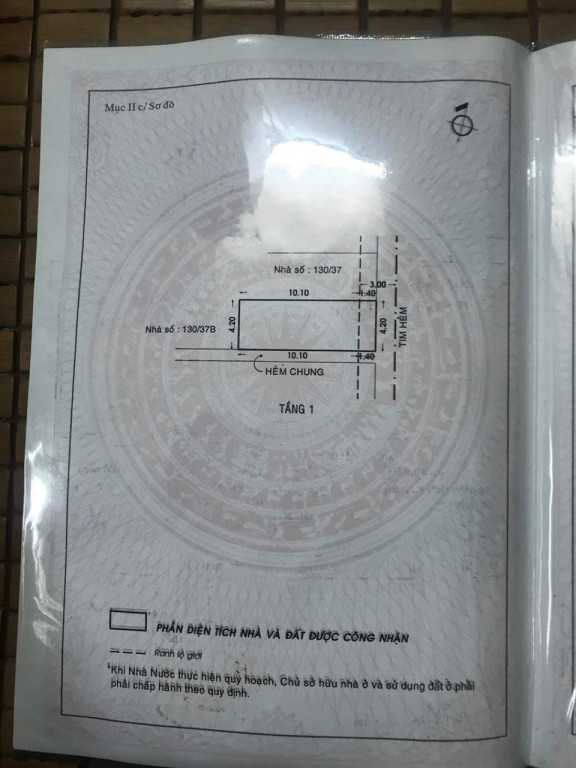 Mục II c/ Sơ đồ
Nhà số : 130/37
3.00
10.10
1.40
4.20
4.20
TIM HẺM
Nhà số : 130/37B
10.10
1.40
HẺM CHUNG
TẦNG 1
PHẦN DIỆN TÍCH NHÀ VÀ ĐẤT ĐƯỢC CÔNG NHẬN
Ranh lộ giới
*Khi Nhà Nước thực hiện quy hoạch, Chủ sở hữu nhà ở và sử dụng đất ở phải
phải chấp hành theo quy định.